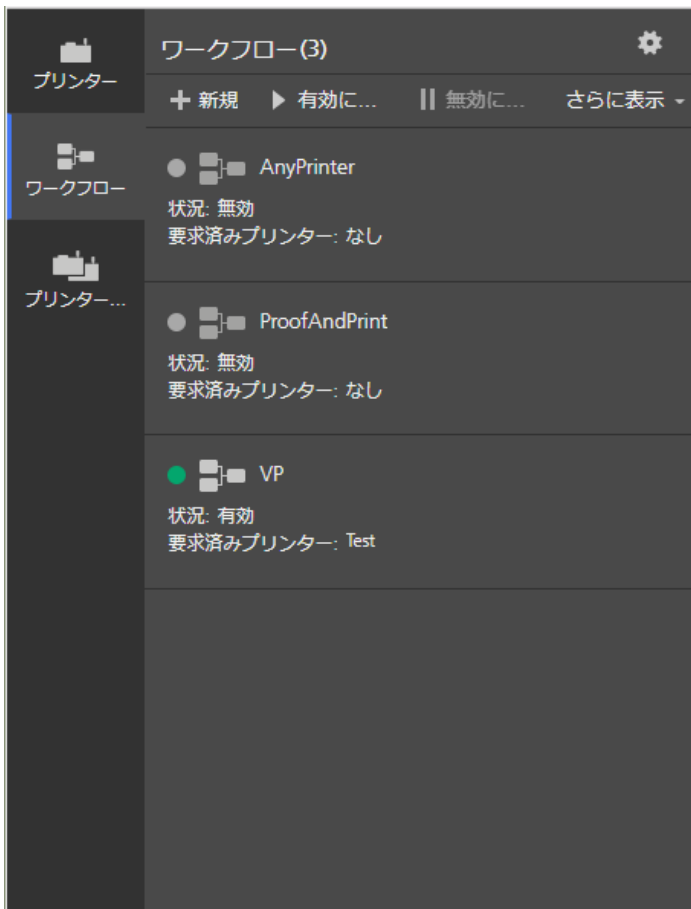 プリンター
ワークフロー
プリンター...
ワークフロー(3)
新規 有効に... 無効に... さらに表示
AnyPrinter
状況: 無効
要求済みプリンター: なし
ProofAndPrint
状況: 無効
要求済みプリンター: なし
VP
状況: 有効
要求済みプリンター: Test